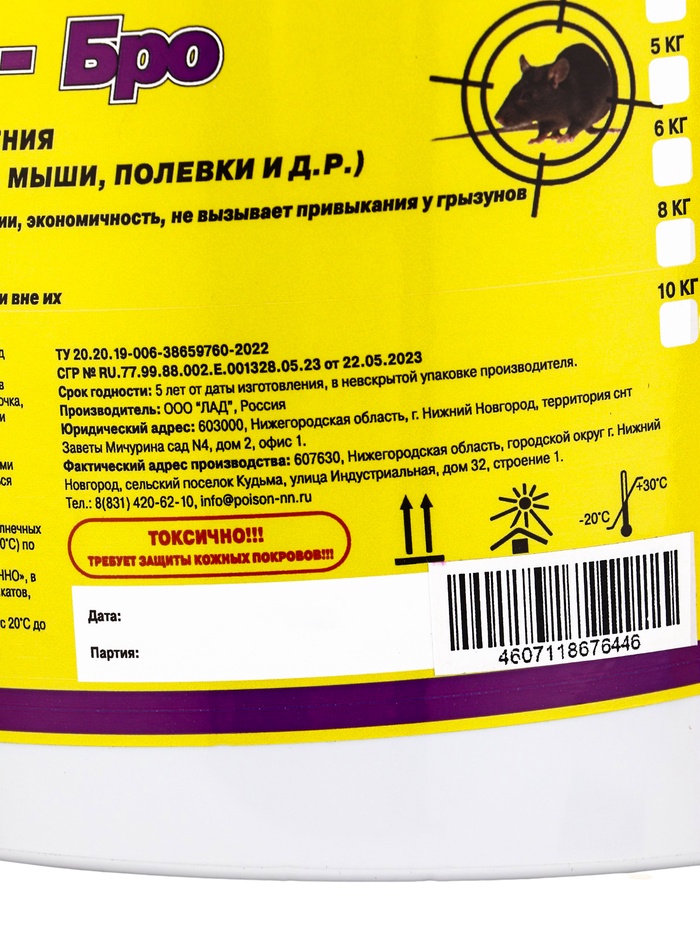 - Бро
5 КГ
6 КГ
8 КГ
10 КГ
МЫШИ, ПОЛЕВКИ И Д.Р.)
экономичность, не вызывает привыкания у грызунов
и вне их
ТУ 20.20.19-006-38659760-2022
СГР № RU.77.99.88.002.Е.001328.05.23 от 22.05.2023
Срок годности: 5 лет от даты изготовления, в невскрытой упаковке производителя.
Производитель: ООО "ЛАД", Россия
Юридический адрес: 603000, Нижегородская область, г. Нижний Новгород, территория снт
Заветы Мичурина сад N4, дом 2, офис 1.
Фактический адрес производства: 607630, Нижегородская область, городской округ г. Нижний
Новгород, сельский поселок Кудьма, улица Индустриальная, дом 32, строение 1.
Тел.: 8(831) 420-62-10, info@poison-nn.ru
ТОКСИЧНО!!!
ТРЕБУЕТ ЗАЩИТЫ КОЖНЫХ ПОКРОВОВ!!!
-20°С
+30°С
по
в
с 20°С до
Дата:
Партия:
4607118676446